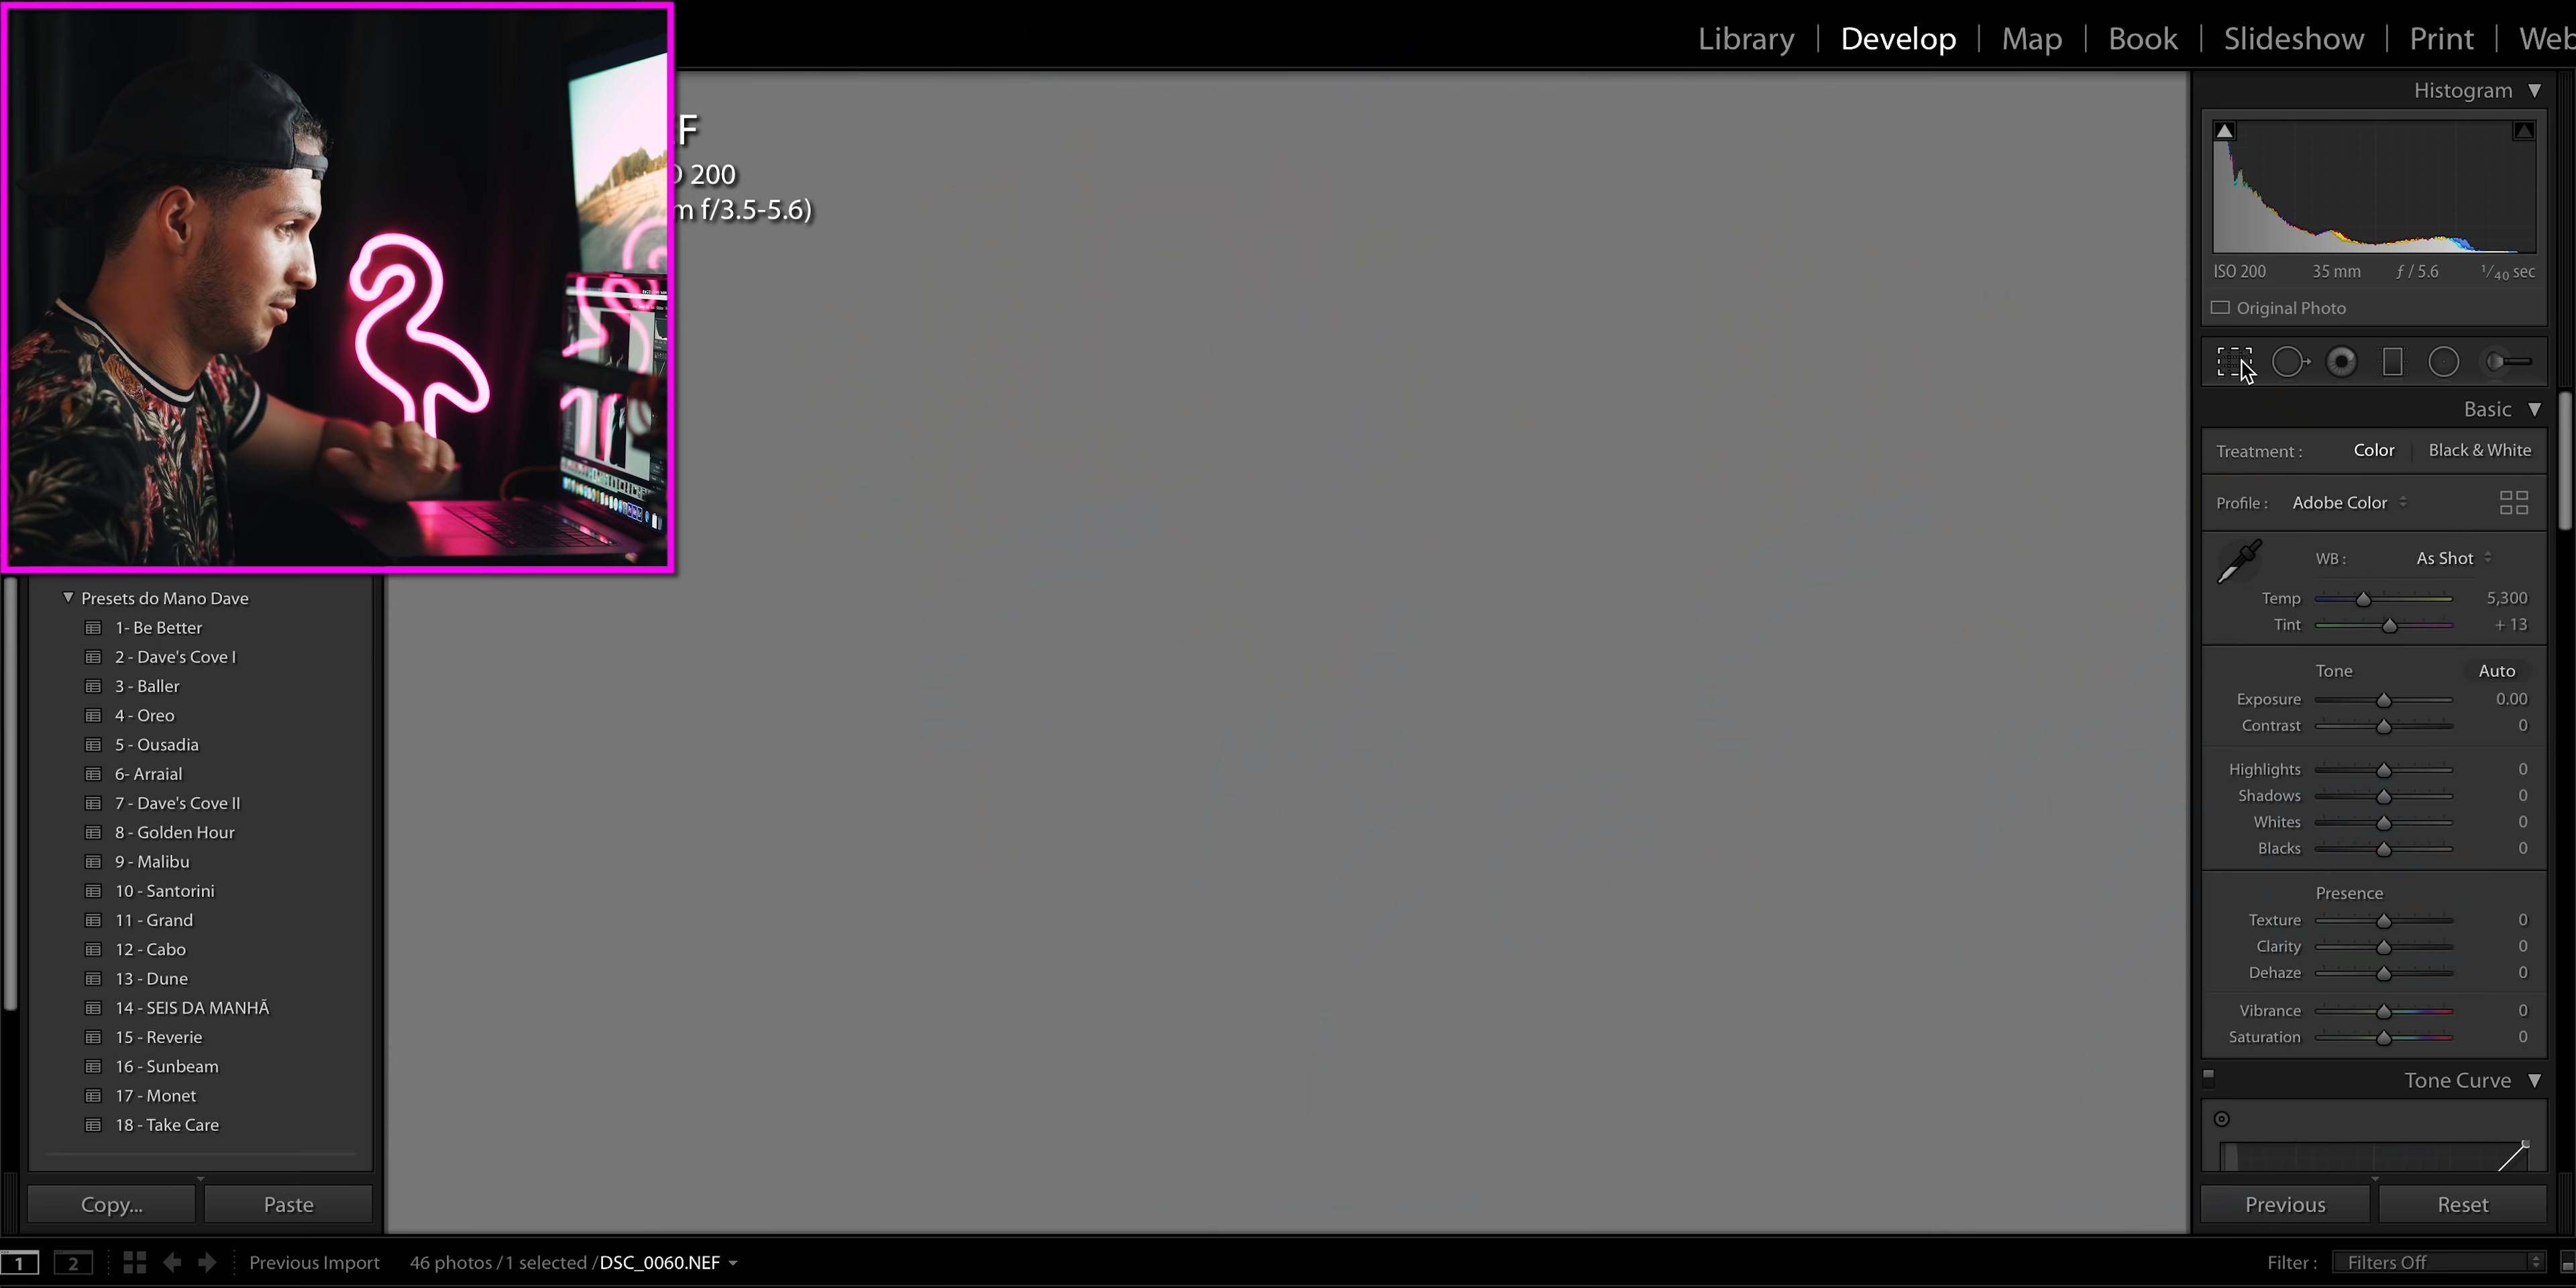 Library | Develop | Map | Book | Slideshow | Print | Web
EF
200
m f/3.5-5.6)
Histogram
ISO 200 35 mm ƒ / 5.6 1/40 sec
Original Photo
Basic
Treatment : Color Black & White
Profile : Adobe Color
WB : As Shot
Temp 5,300
Tint + 13
Tone Auto
Exposure 0.00
Contrast 0
Highlights 0
Shadows 0
Whites 0
Blacks 0
Presence
Texture 0
Clarity 0
Dehaze 0
Vibrance 0
Saturation 0
Tone Curve
Previous Reset
Presets do Mano Dave
1- Be Better
2 - Dave's Cove I
3 - Baller
4 - Oreo
5 - Ousadia
6- Arraial
7 - Dave's Cove II
8 - Golden Hour
9 - Malibu
10 - Santorini
11 - Grand
12 - Cabo
13 - Dune
14 - SEIS DA MANHÃ
15 - Reverie
16 - Sunbeam
17 - Monet
18 - Take Care
Copy... Paste
1 2 Previous Import 46 photos / 1 selected / DSC_0060.NEF Filter : Filters Off